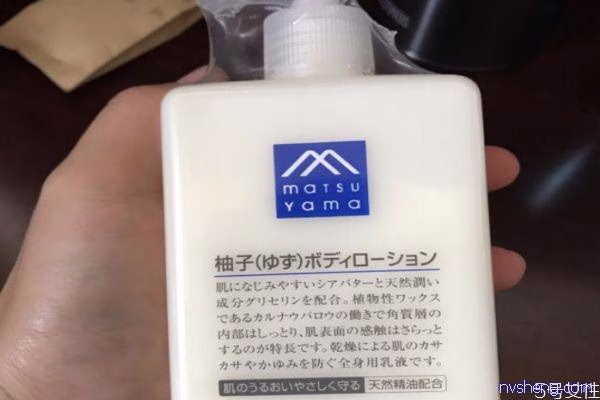 matsu
yama
柚子(ゆず)ボディローション
肌になじみやすいシアバターと天然潤い
成分グリセリンを配合。植物性ワックス
であるカルナウバロウの働きで角質層の
内部はしっとり、肌表面の感触はさらっと
するのが特長です。乾燥による肌のカサ
カサやかゆみを防ぐ全身用乳液です。
肌のうるおいやさしく守る 天然精油配合